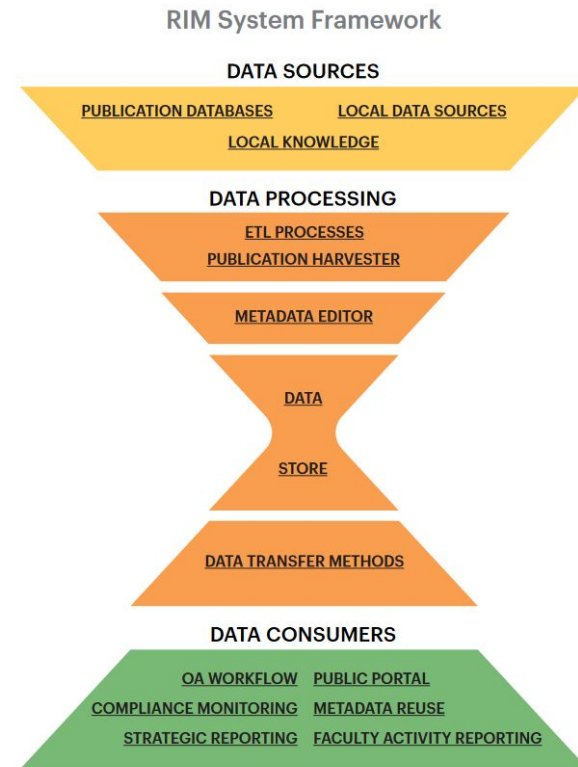 RIM System Framework
DATA SOURCES
PUBLICATION DATABASES LOCAL DATA SOURCES
LOCAL KNOWLEDGE
DATA PROCESSING
ETL PROCESSES
PUBLICATION HARVESTER
METADATA EDITOR
DATA
STORE
DATA TRANSFER METHODS
DATA CONSUMERS
OA WORKFLOW PUBLIC PORTAL
COMPLIANCE MONITORING METADATA REUSE
STRATEGIC REPORTING FACULTY ACTIVITY REPORTING